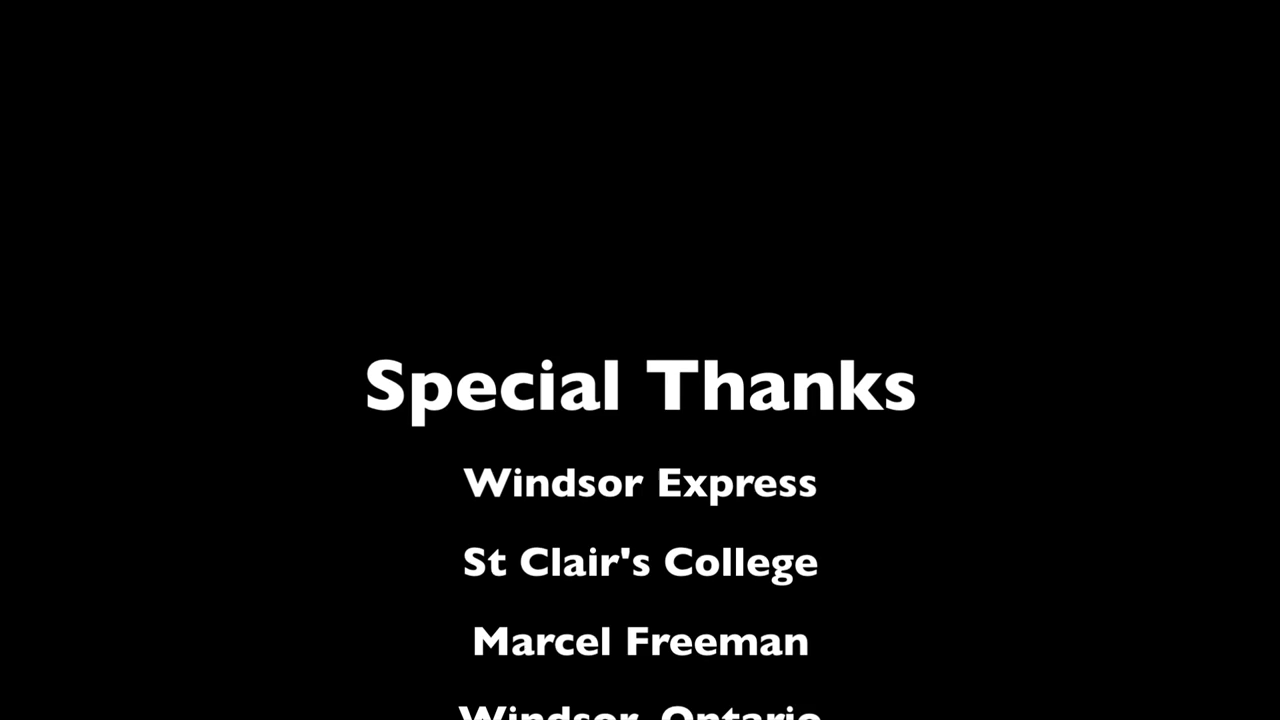 Special Thanks
Windsor Express
St Clair's College
Marcel Freeman
Windsor, Ontario